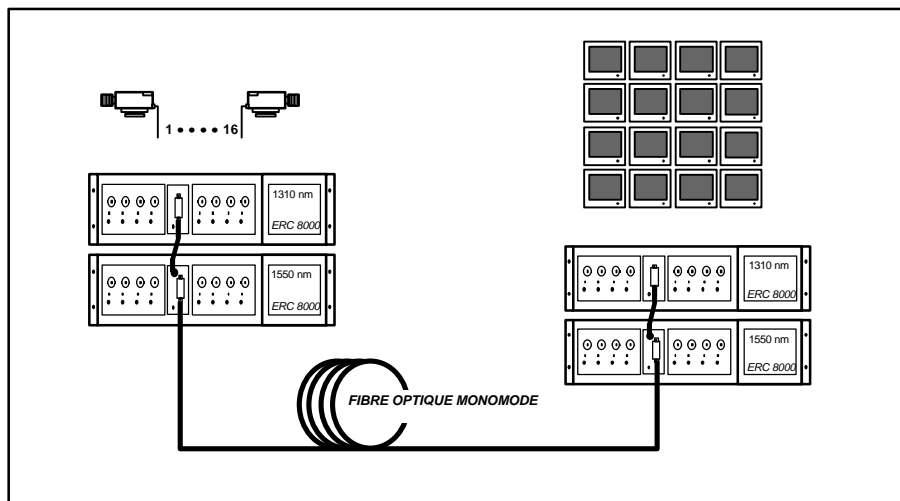 1 • • • • 16
1310 nm
ERC 8000
1550 nm
ERC 8000
1310 nm
ERC 8000
1550 nm
ERC 8000
FIBRE OPTIQUE MONOMODE